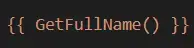 {{ GetFullName() }}